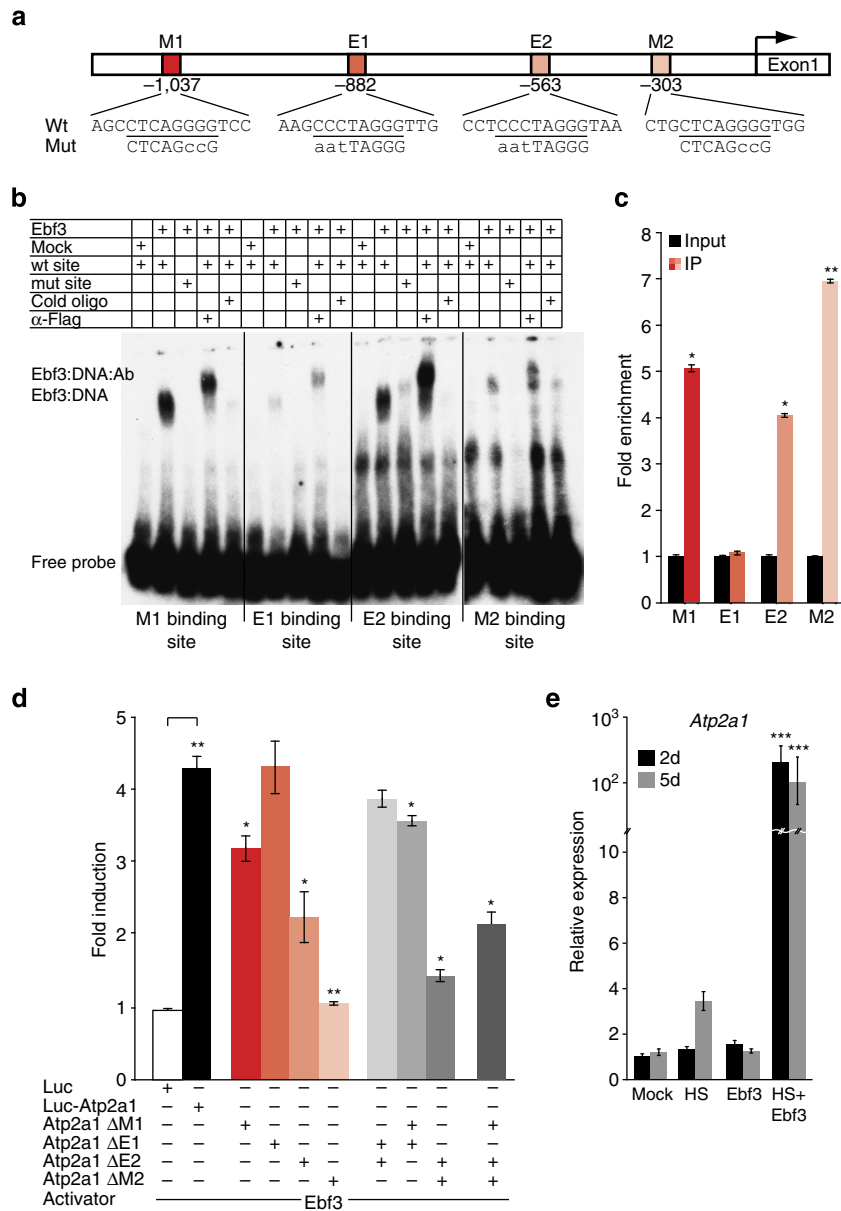 a
M1 E1 E2 M2
Exon1
–1,037 –882 –563 –303
Wt AGCCTCAGGGGTCC AAGCCCTAGGGTTG CCTCCCTAGGGTAA CTGCTCAGGGGTGG
Mut CTCAGccG aatTAGGG aatTAGGG CTCAGccG
b
Ebf3 + + + + + + + + + + + + + + + +
Mock + + + +
wt site + + + + + + + + + + + + + + + +
mut site + + + +
Cold oligo + + + +
α-Flag + + + +
Ebf3:DNA:Ab
Ebf3:DNA
Free probe
M1 binding site
E1 binding site
E2 binding site
M2 binding site
c
Fold enrichment
8
7
6
5
4
3
2
1
0
Input
IP
* * **
M1 E1 E2 M2
d
Fold induction
5
4
3
2
1
0
** * * ** * * *
Luc + – – – – – – – – –
Luc-Atp2a1 – + – – – – – – – –
Atp2a1 ΔM1 – – + – – – – + – +
Atp2a1 ΔE1 – – – + – – + + – –
Atp2a1 ΔE2 – – – – + – + – + +
Atp2a1 ΔM2 – – – – – + – – + +
Activator Ebf3
e
Atp2a1
Relative expression
10³
10²
10
8
6
4
2
0
2d
5d
*** ***
Mock HS Ebf3 HS+
Ebf3